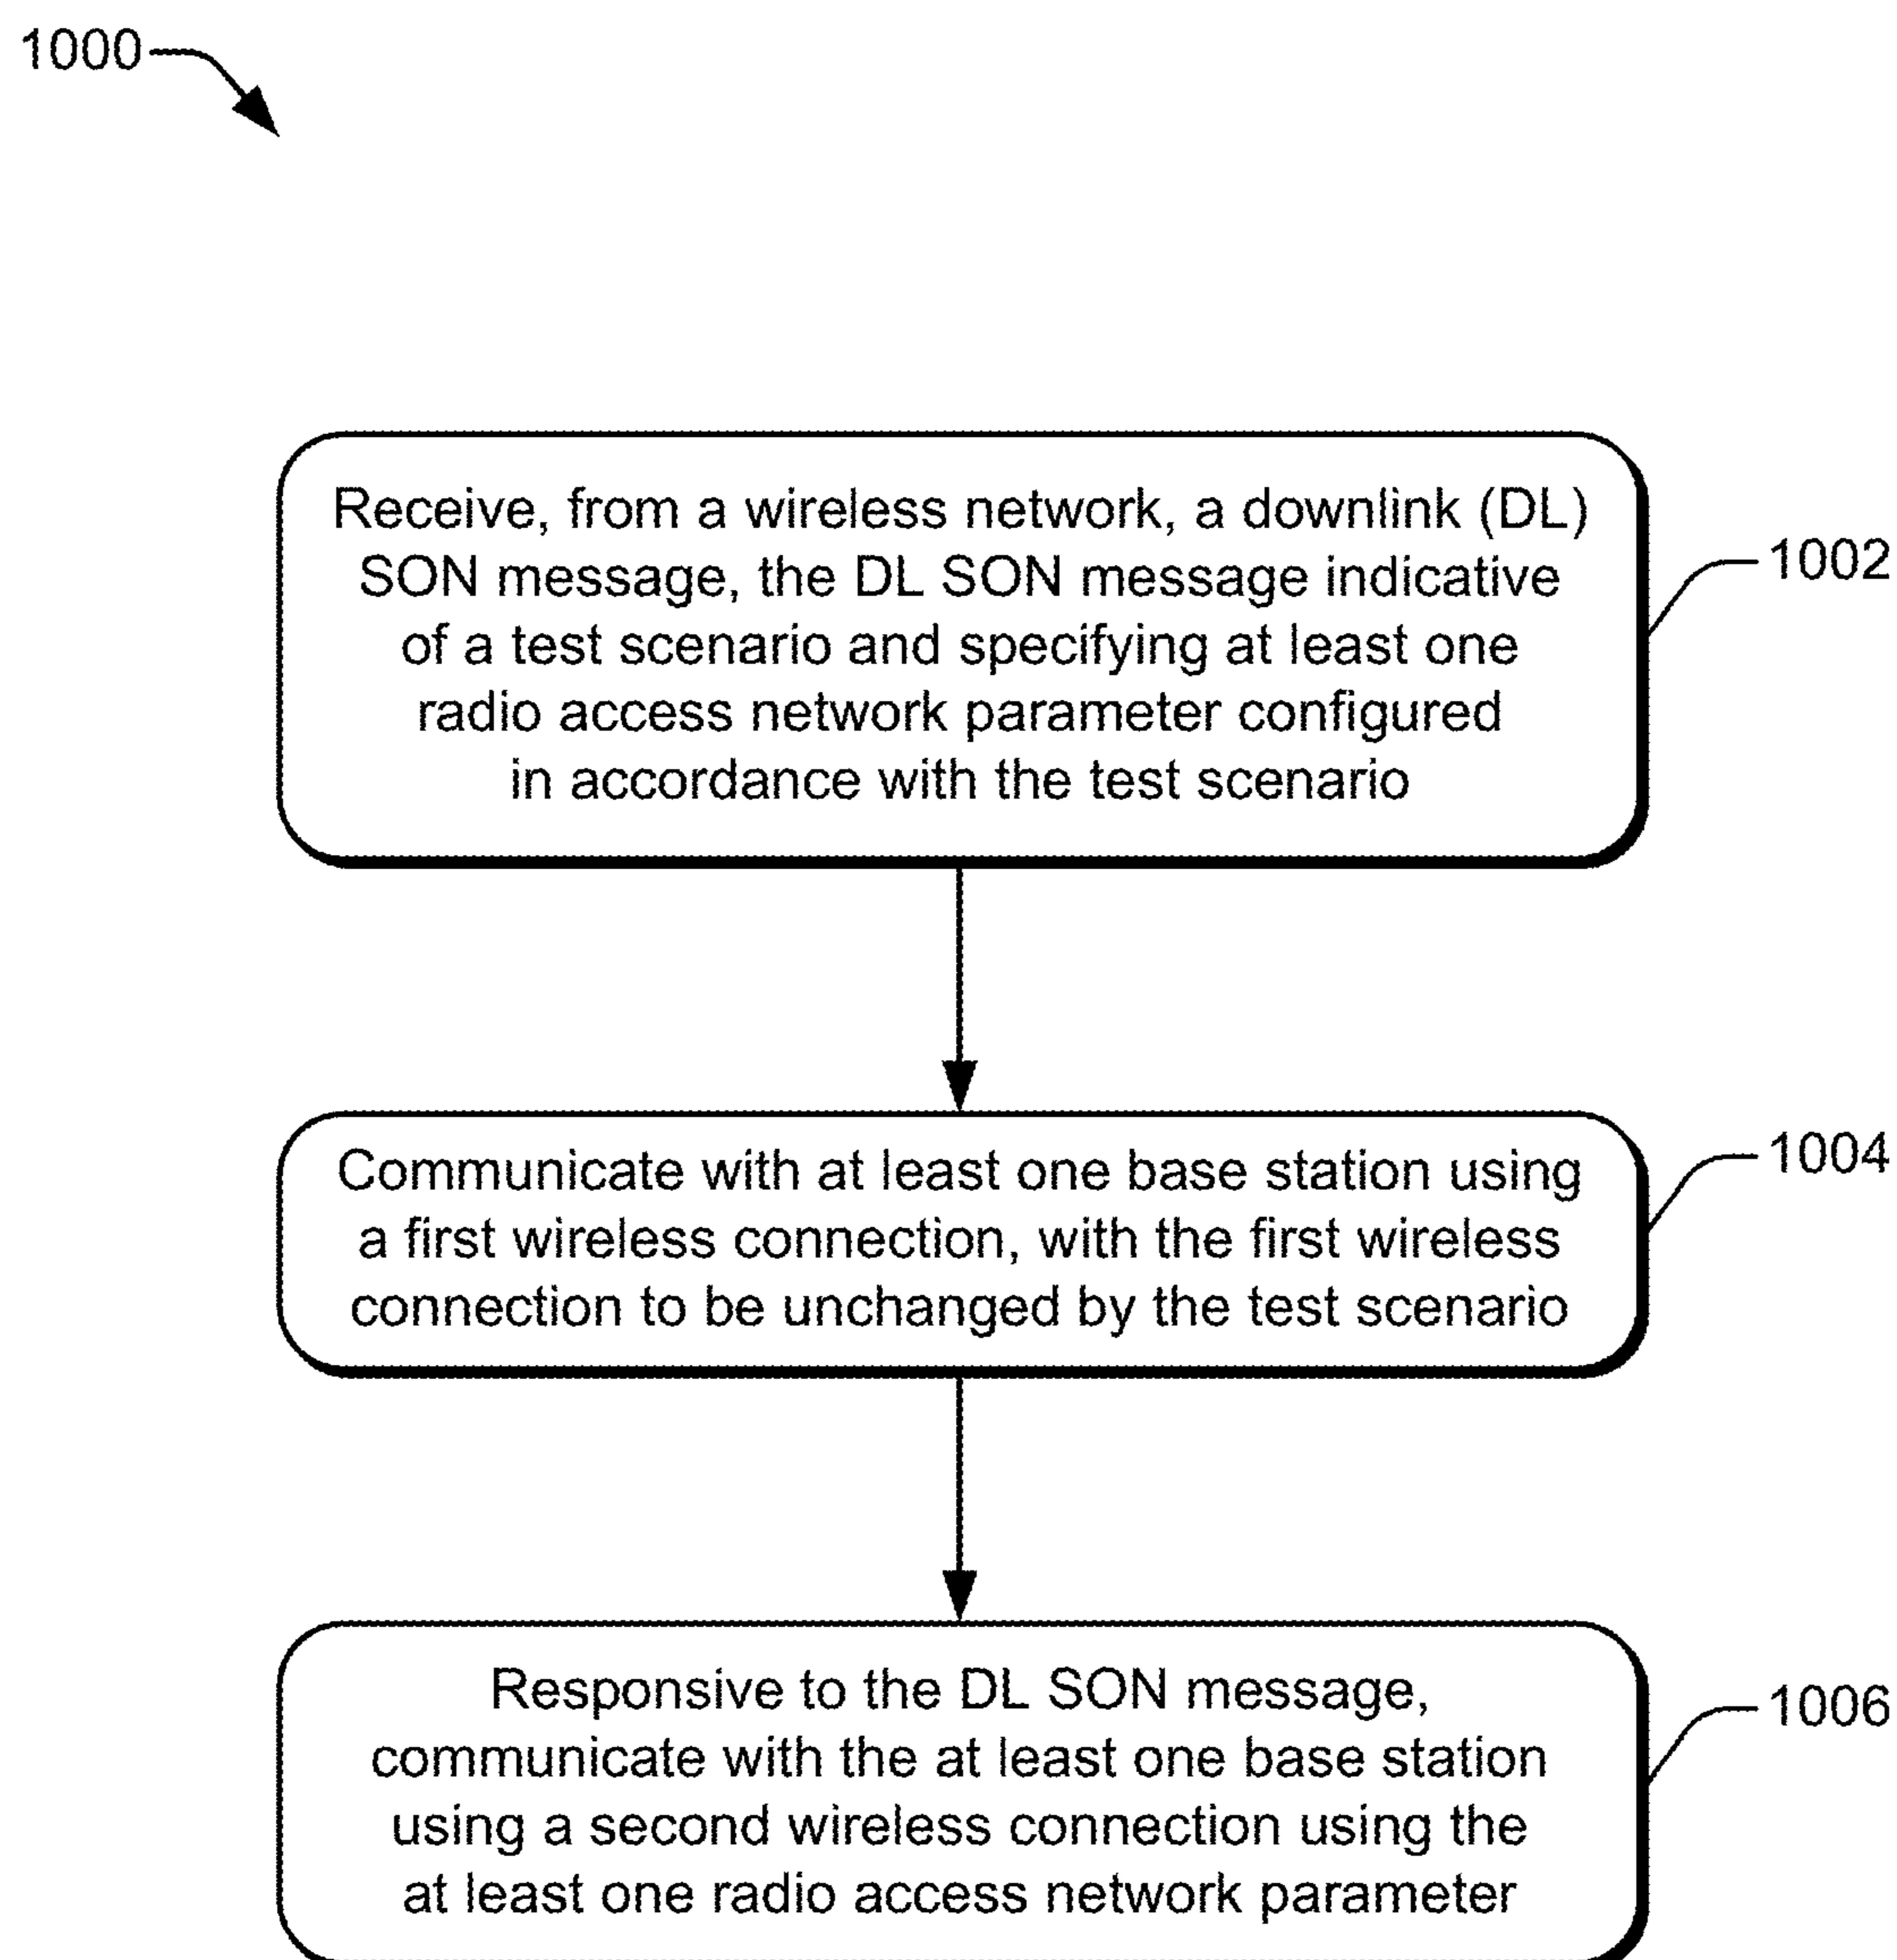 1000
Receive, from a wireless network, a downlink (DL)
SON message, the DL SON message indicative
of a test scenario and specifying at least one
radio access network parameter configured
in accordance with the test scenario
1002
Communicate with at least one base station using
a first wireless connection, with the first wireless
connection to be unchanged by the test scenario
1004
Responsive to the DL SON message,
communicate with the at least one base station
using a second wireless connection using the
at least one radio access network parameter
1006